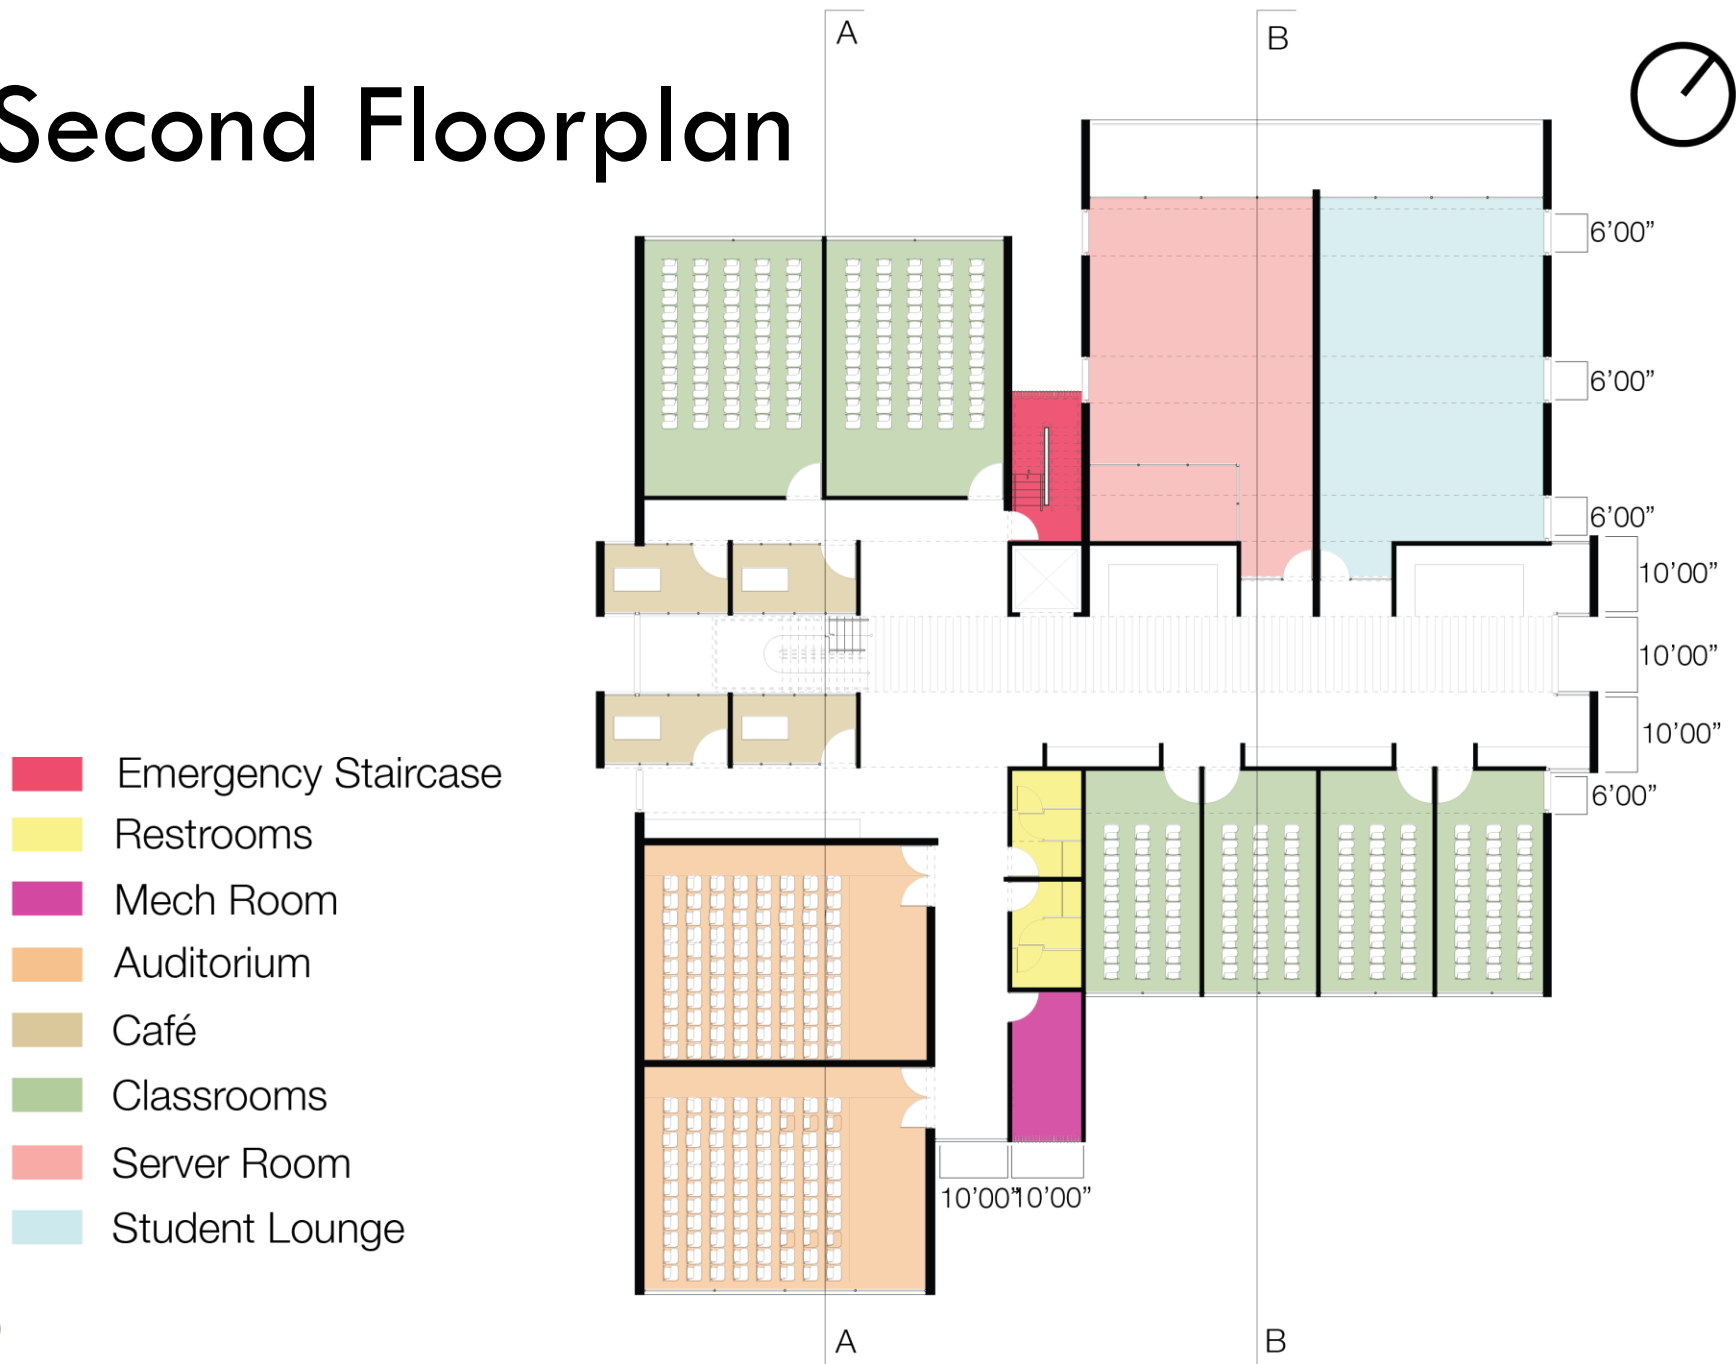 A
B
Second Floorplan
6’00”
6’00”
6’00”
10’00”
10’00”
10’00”
6’00”
Emergency Staircase
Restrooms
Mech Room
Auditorium
Café
Classrooms
Server Room
Student Lounge
10’00”
10’00”
A
B